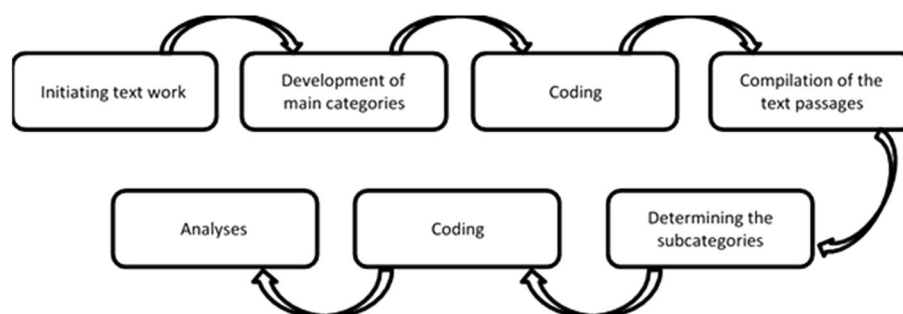 Initiating text work
Development of
main categories
Coding
Compilation of the
text passages
Determining the
subcategories
Coding
Analyses